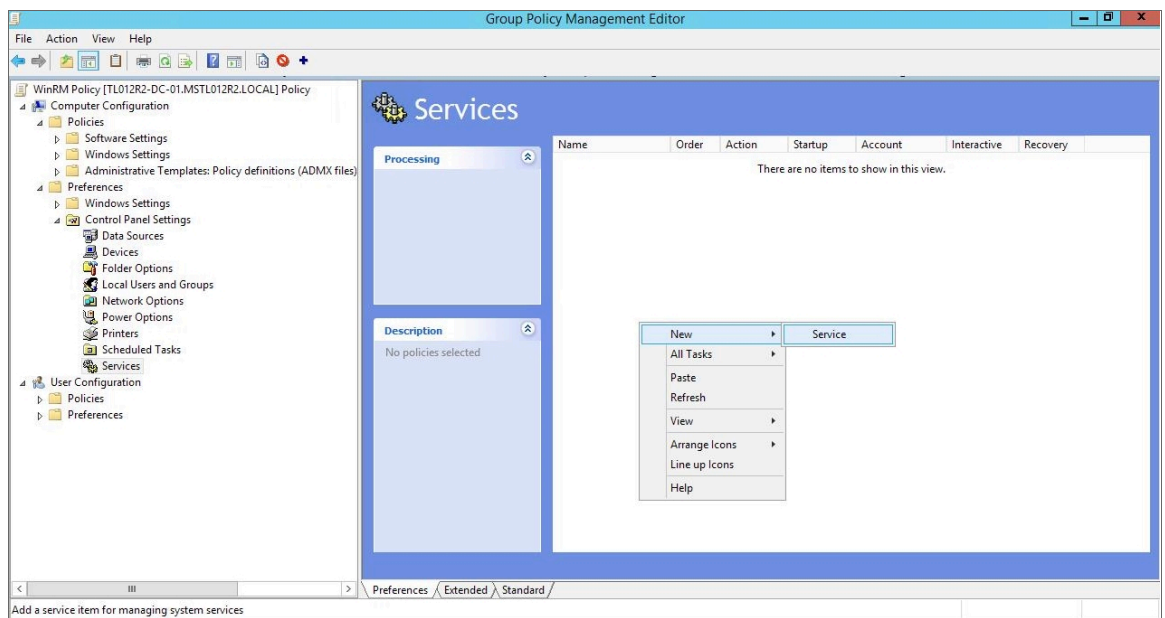 Group Policy Management Editor
File Action View Help
WinRM Policy [TL012R2-DC-01.MSTL012R2.LOCAL] Policy
Computer Configuration
Policies
Software Settings
Windows Settings
Administrative Templates: Policy definitions (ADMX files)
Preferences
Windows Settings
Control Panel Settings
Data Sources
Devices
Folder Options
Local Users and Groups
Network Options
Power Options
Printers
Scheduled Tasks
Services
User Configuration
Policies
Preferences
Services
Processing
Description
No policies selected
Name Order Action Startup Account Interactive Recovery
There are no items to show in this view.
New Service
All Tasks
Paste
Refresh
View
Arrange Icons
Line up Icons
Help
Preferences Extended Standard
Add a service item for managing system services